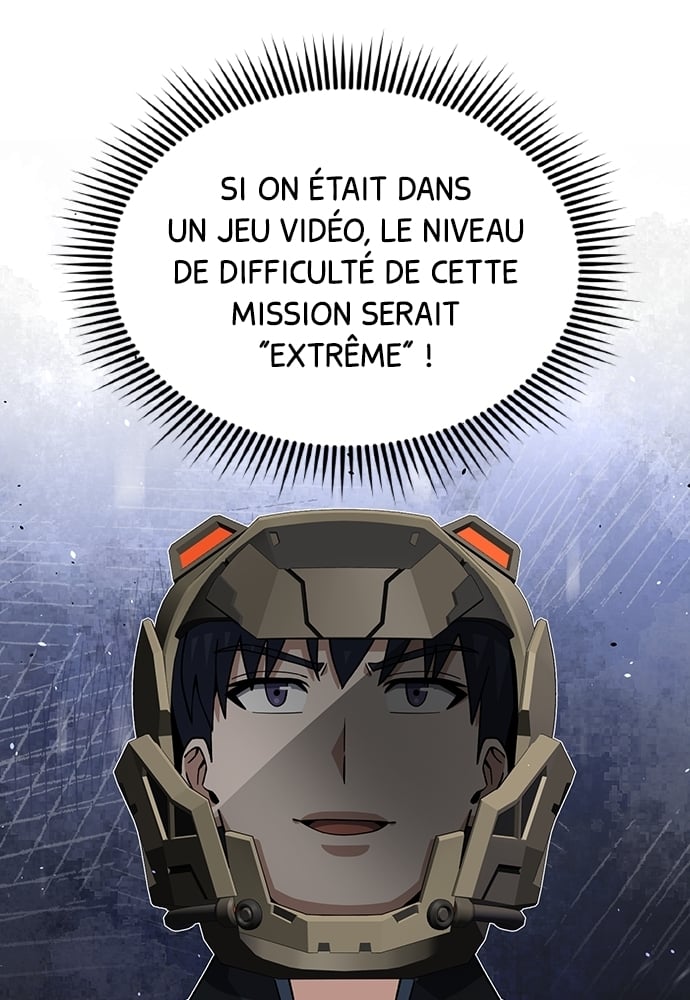 SI ON ÉTAIT DANS
UN JEU VIDÉO, LE NIVEAU
DE DIFFICULTÉ DE CETTE
MISSION SERAIT
"EXTRÊME" !